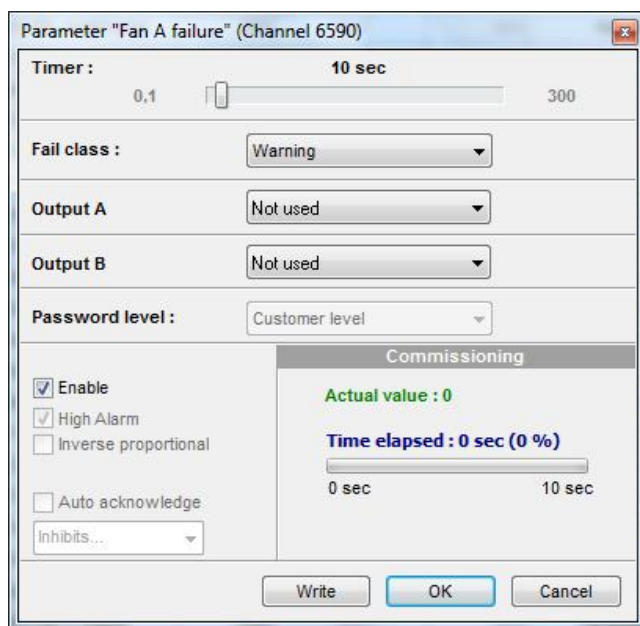 Parameter "Fan A failure" (Channel 6590)
Timer : 10 sec
0,1 300
Fail class : Warning
Output A Not used
Output B Not used
Password level : Customer level
Commissioning
Enable
High Alarm
Inverse proportional
Auto acknowledge
Inhibits...
Actual value : 0
Time elapsed : 0 sec (0 %)
0 sec 10 sec
Write OK Cancel